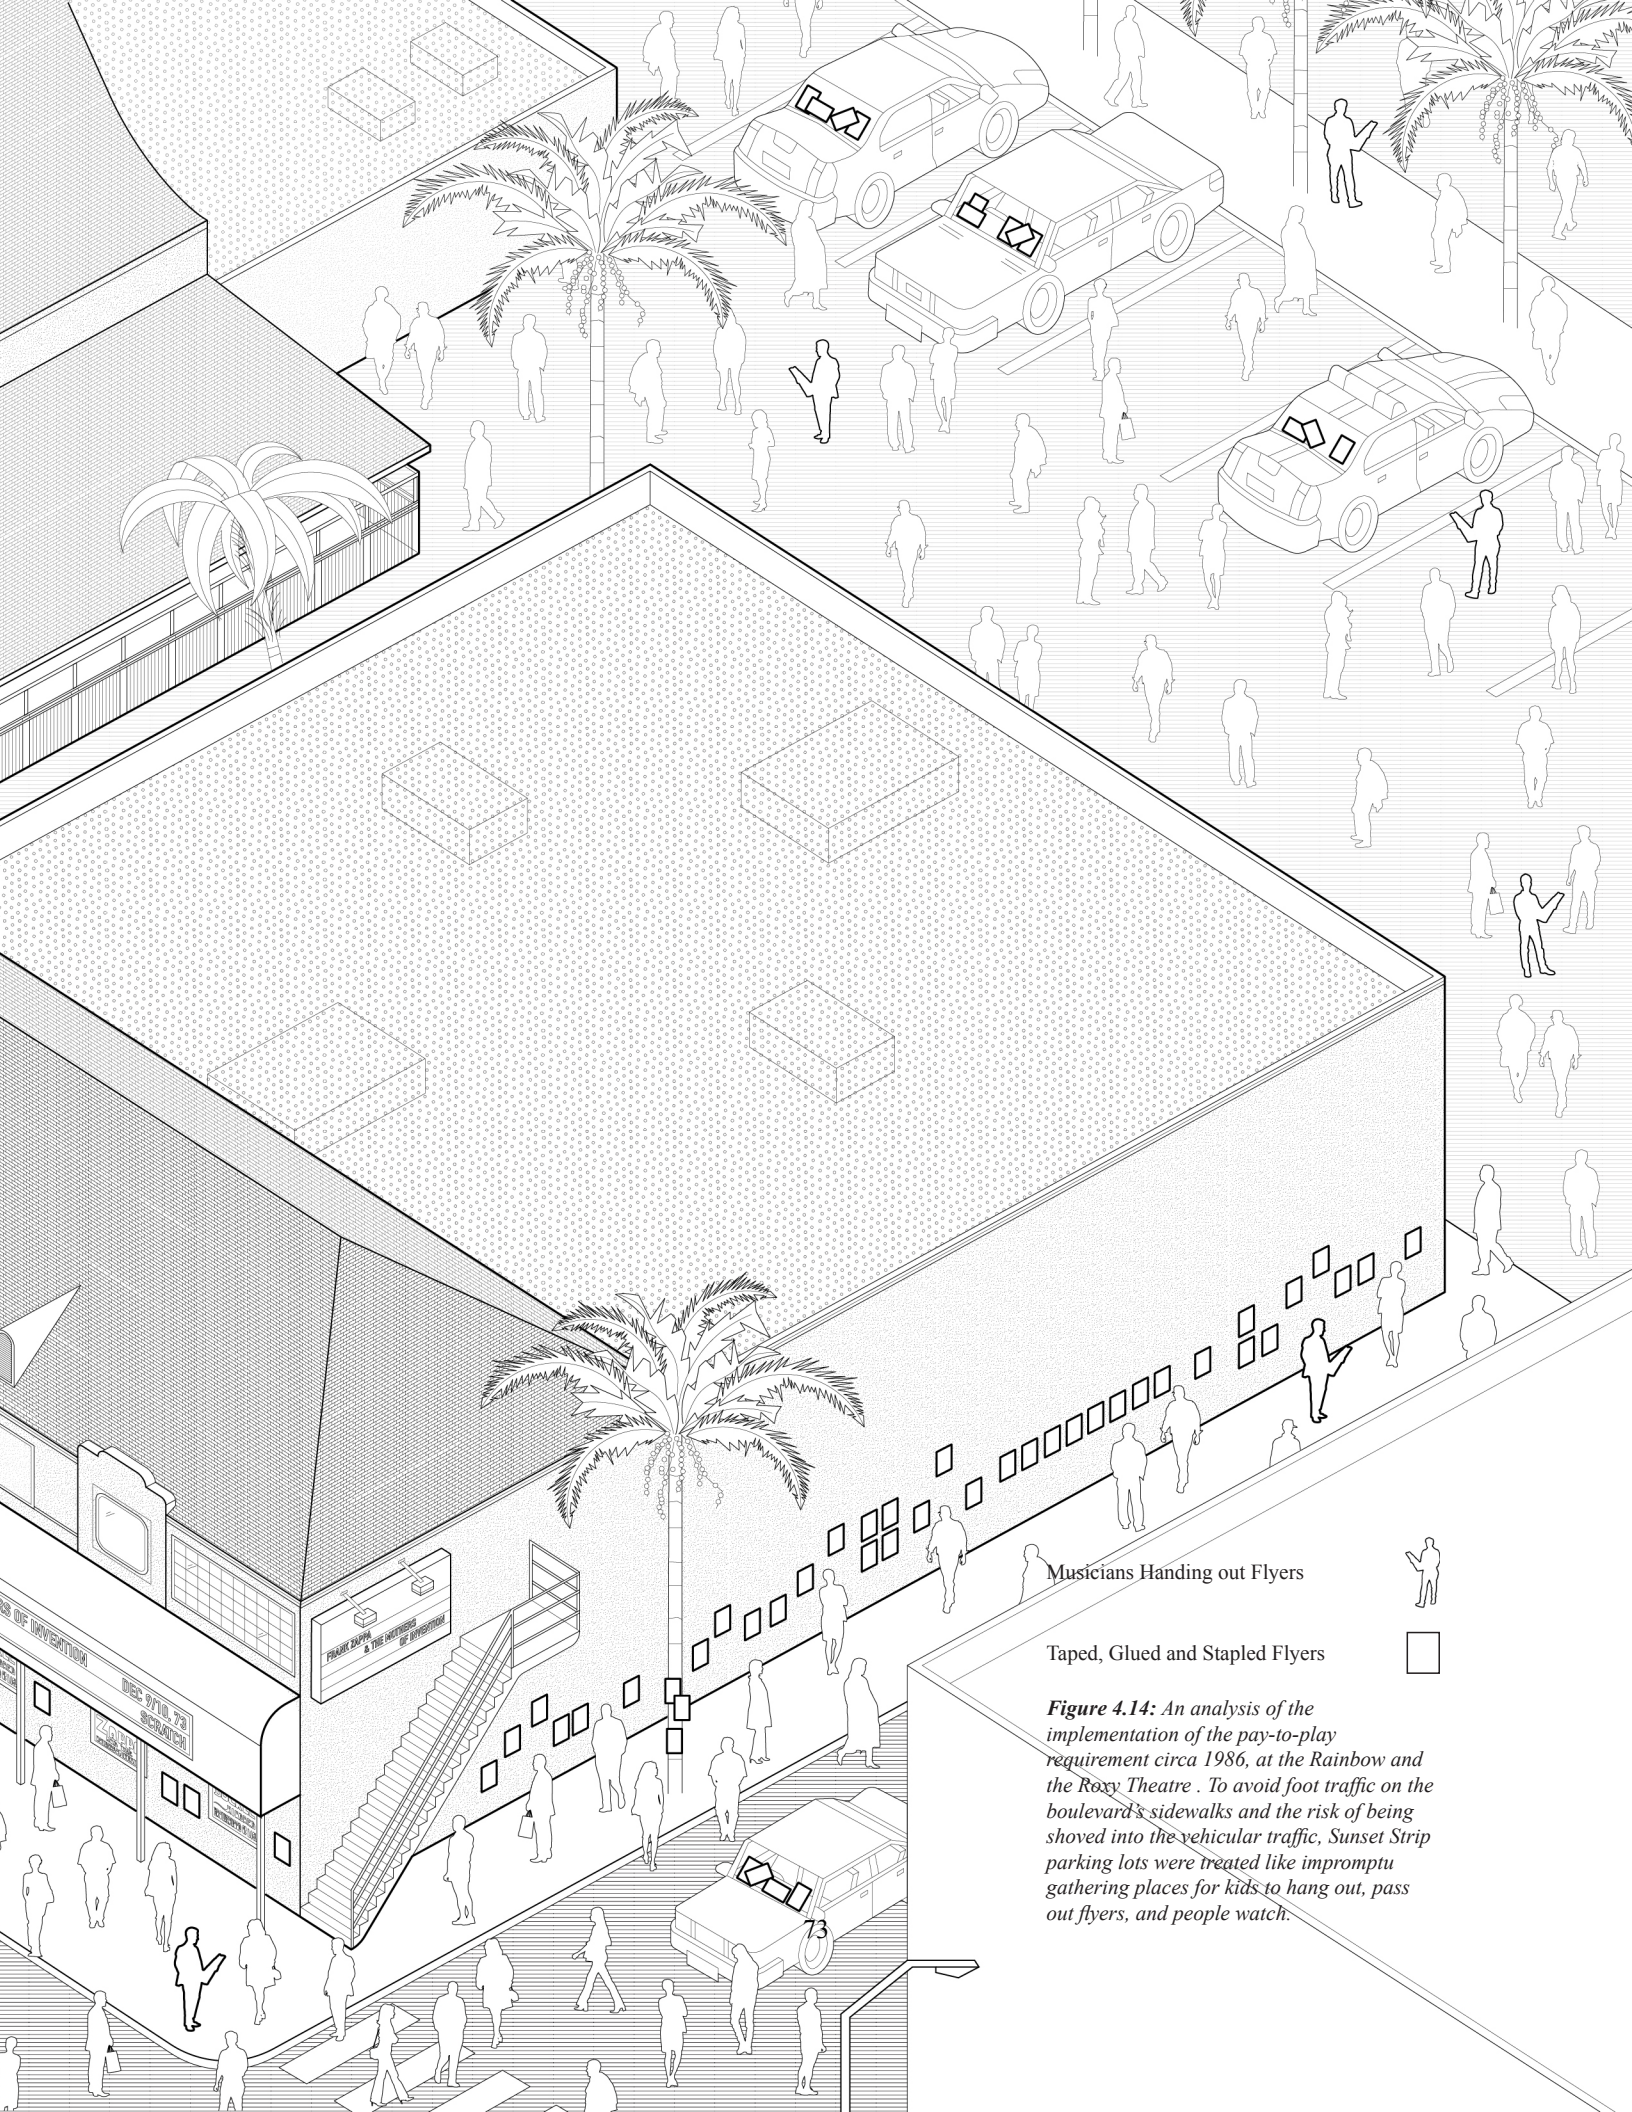 FRANK ZAPPA
& THE MOTHERS
OF INVENTION
RS OF INVENTION
DEC 9/10, 73
SCRATCH
Musicians Handing out Flyers
Taped, Glued and Stapled Flyers
Figure 4.14: An analysis of the
implementation of the pay-to-play
requirement circa 1986, at the Rainbow and
the Roxy Theatre . To avoid foot traffic on the
boulevard's sidewalks and the risk of being
shoved into the vehicular traffic, Sunset Strip
parking lots were treated like impromptu
gathering places for kids to hang out, pass
out flyers, and people watch.
73